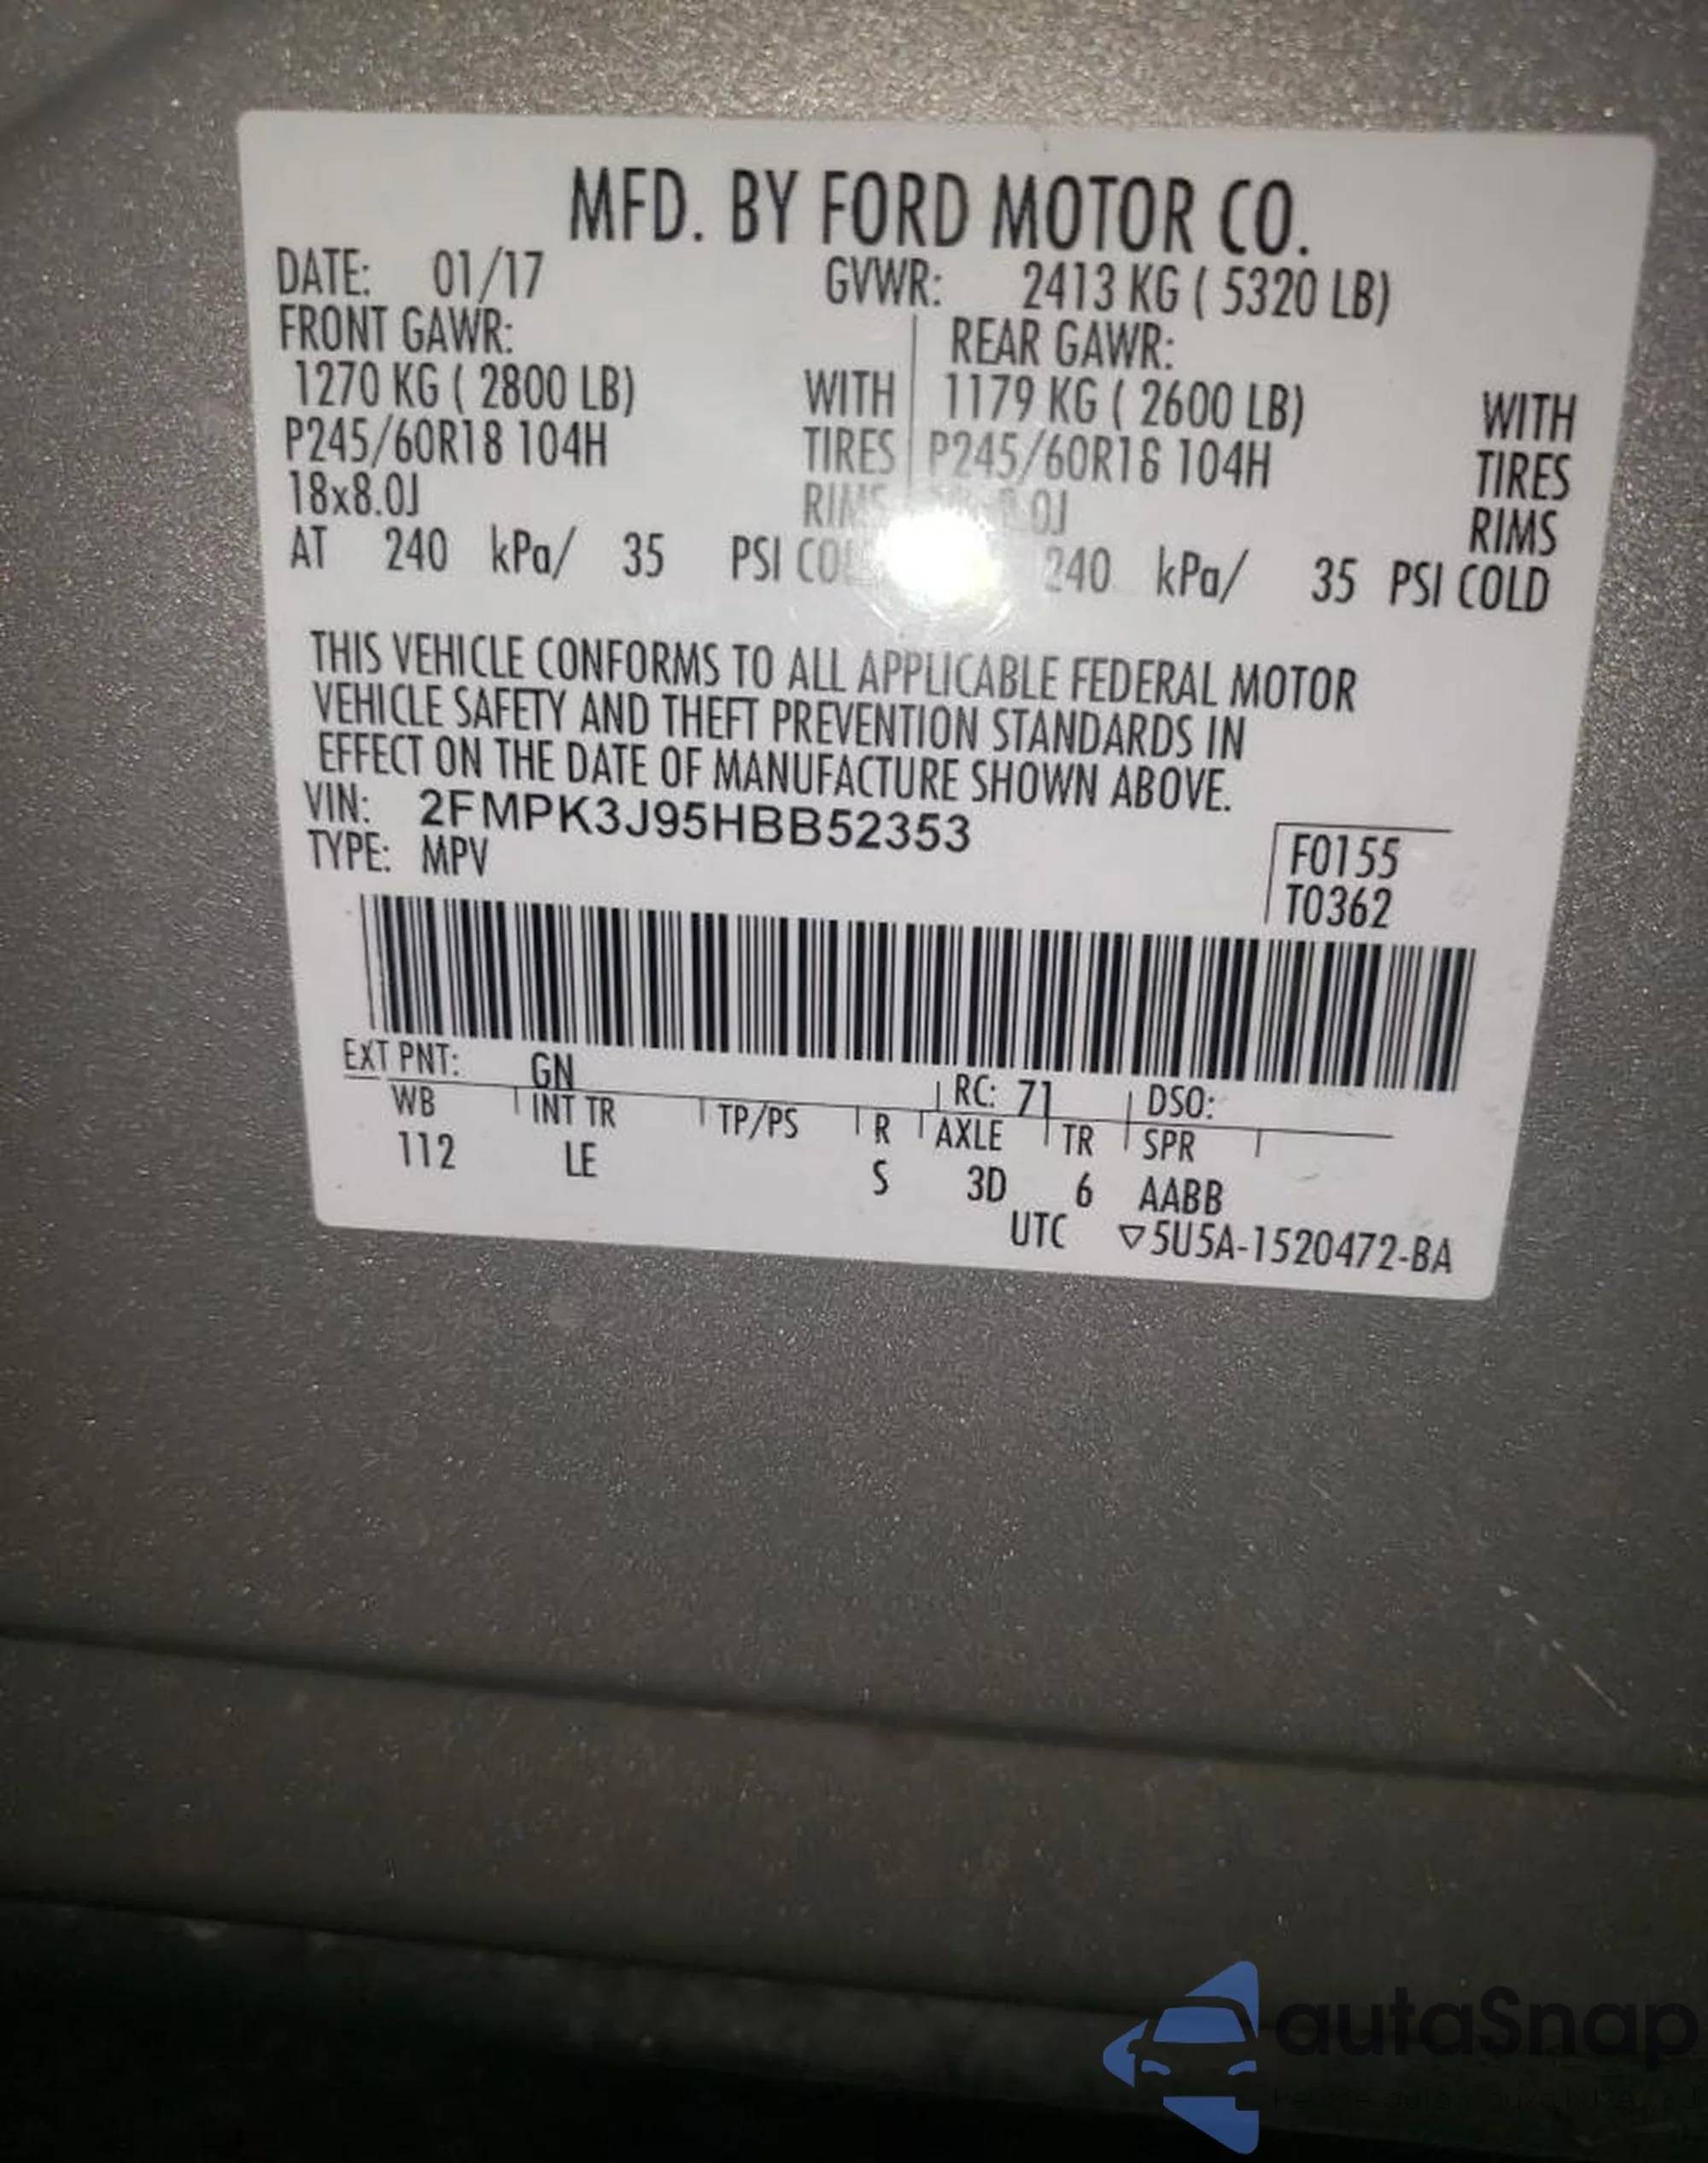 MFD. BY FORD MOTOR CO.
DATE: 01/17 GVWR: 2413 KG ( 5320 LB)
FRONT GAWR: REAR GAWR:
1270 KG ( 2800 LB) WITH 1179 KG ( 2600 LB) WITH
P245/60R18 104H TIRES P245/60R18 104H TIRES
18x8.0J RIMS RIMS
AT 240 kPa/ 35 PSI 240 kPa/ 35 PSI COLD
THIS VEHICLE CONFORMS TO ALL APPLICABLE FEDERAL MOTOR
VEHICLE SAFETY AND THEFT PREVENTION STANDARDS IN
EFFECT ON THE DATE OF MANUFACTURE SHOWN ABOVE.
VIN: 2FMPK3J95HBB52353
TYPE: MPV
F0155
T0362
EXT PNT: GN RC: 71 DSO:
WB INT TR TP/PS R AXLE TR SPR
112 LE S 3D 6 AABB
UTC ▽5U5A-1520472-BA
autaSnap